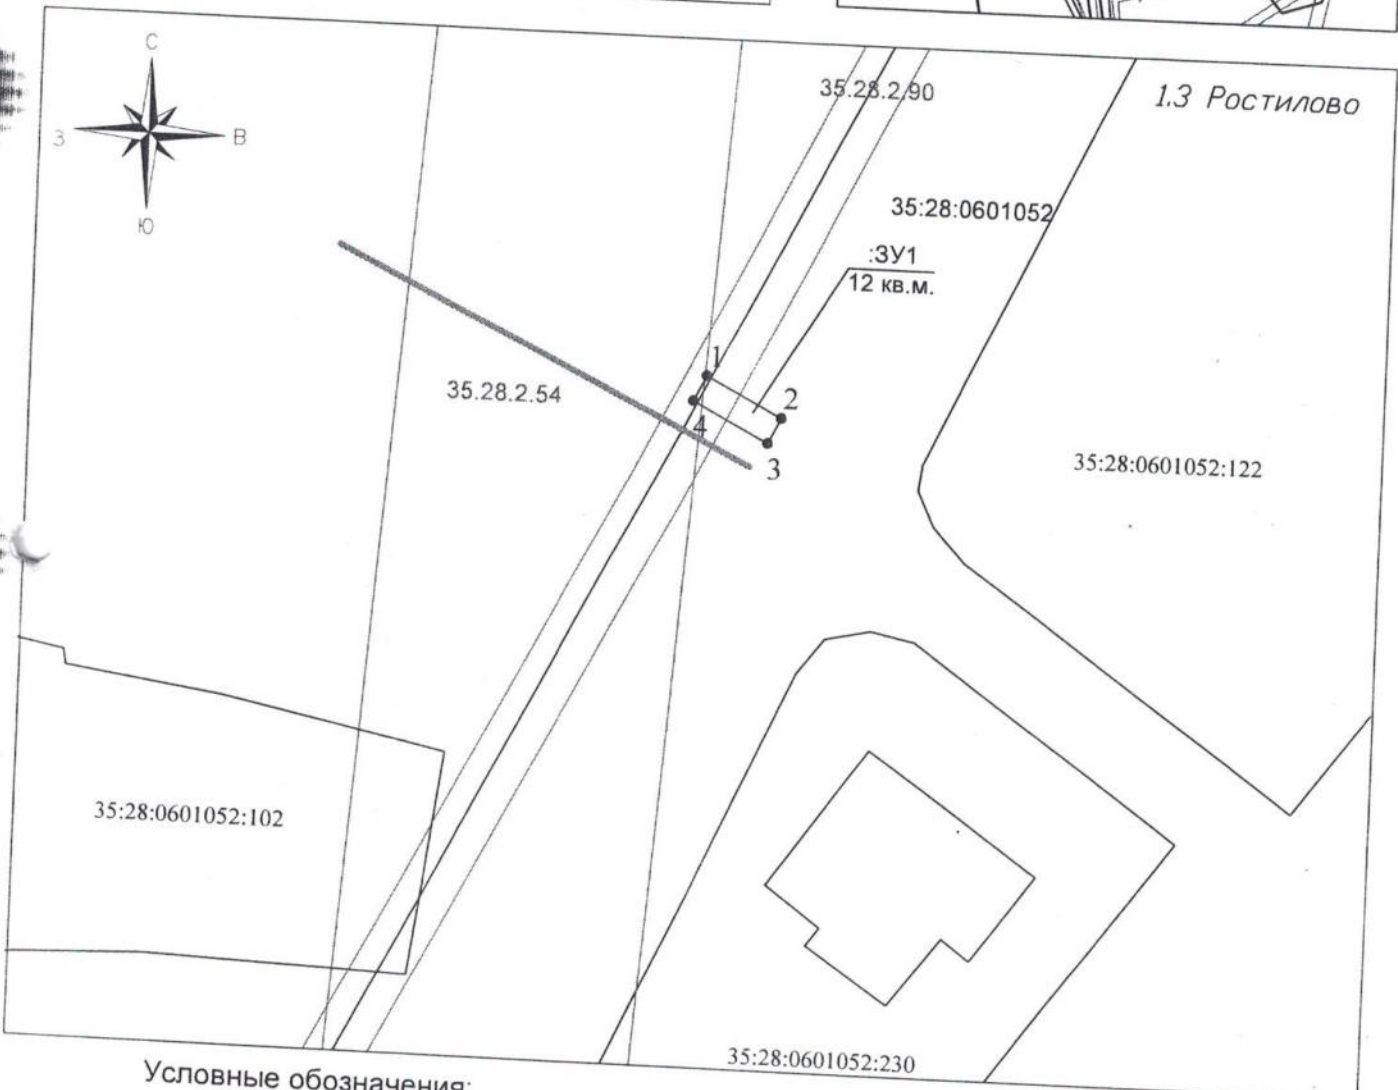 С
З
В
Ю
35.28.2.90
1.3 Ростилово
35:28:0601052
:ЗУ1
12 кв.м.
1
2
35.28.2.54
4
3
35:28:0601052:122
35:28:0601052:102
35:28:0601052:230
Условные обозначения: